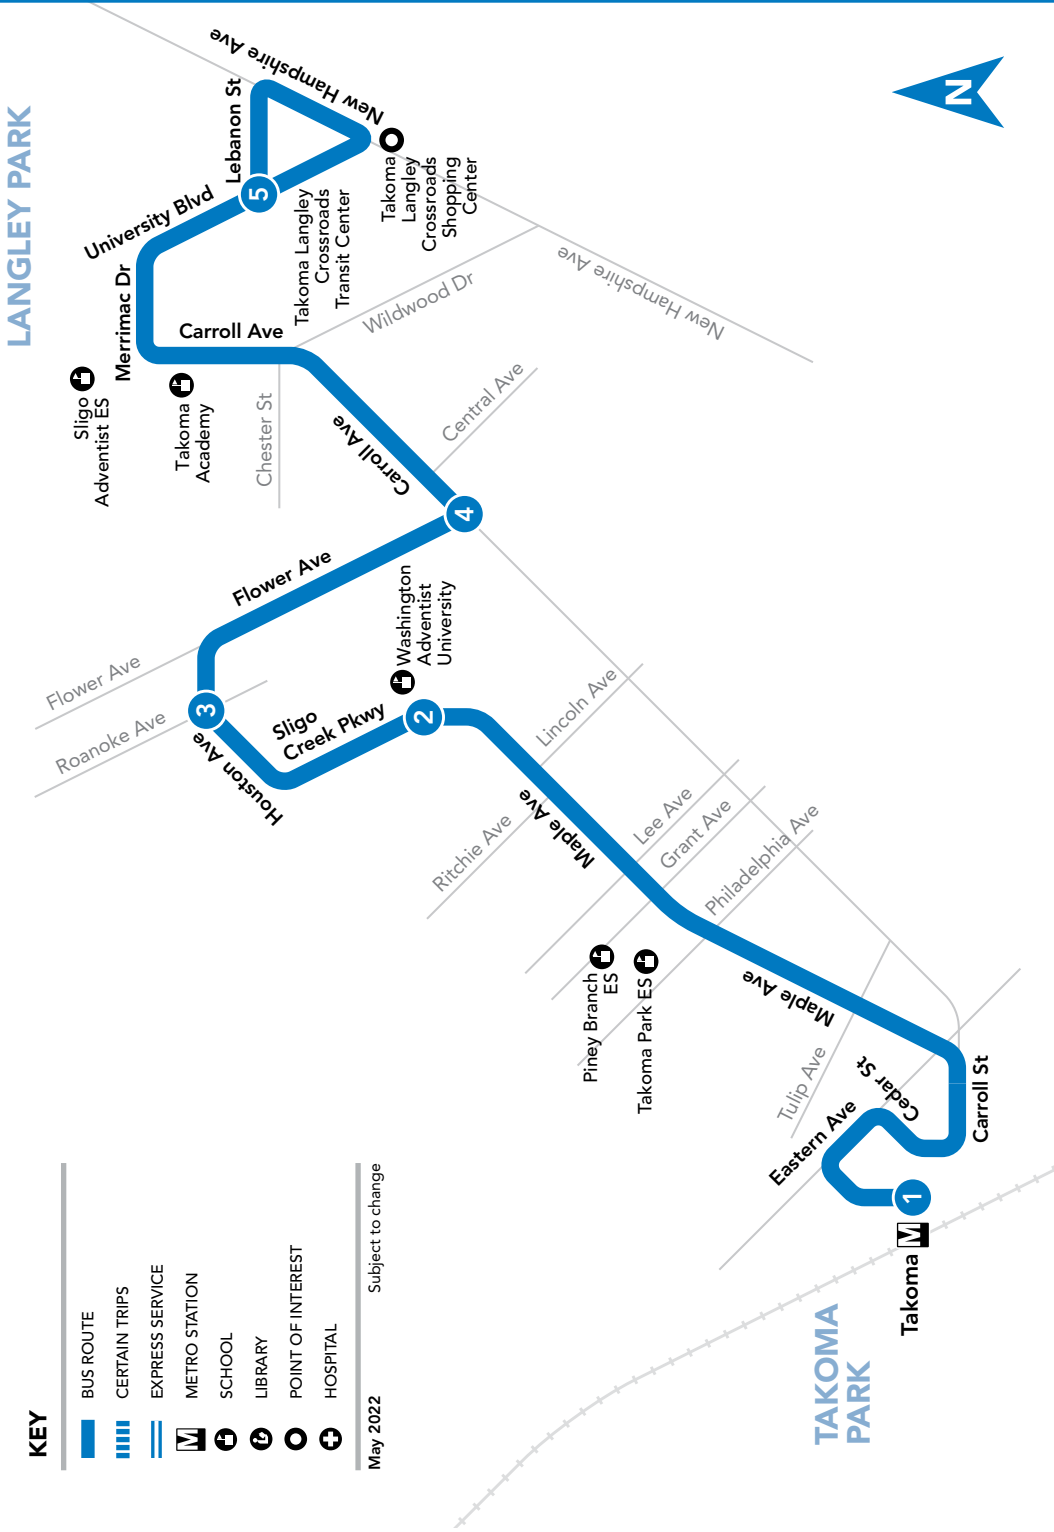 LANGLEY PARK
New Hampshire Ave
Lebanon St
University Blvd
5
Merrimac Dr
Takoma Langley
Crossroads
Transit Center
Takoma
Langley
Crossroads
Shopping
Center
N
Carroll Ave
Wildwood Dr
New Hampshire Ave
Sligo
Adventist ES
Takoma
Academy
Chester St
Carroll Ave
Central Ave
4
Flower Ave
Washington
Adventist
University
Flower Ave
Roanoke Ave
3
Houston Ave
Sligo
Creek Pkwy
2
Lincoln Ave
Ritchie Ave
Maple Ave
Lee Ave
Grant Ave
Philadelphia Ave
Piney Branch
ES
Takoma Park ES
Maple Ave
Tulip Ave
Cedar St
Eastern Ave
Carroll St
1
M
Takoma
TAKOMA
PARK
KEY
BUS ROUTE
CERTAIN TRIPS
EXPRESS SERVICE
M METRO STATION
SCHOOL
LIBRARY
POINT OF INTEREST
HOSPITAL
May 2022 Subject to change